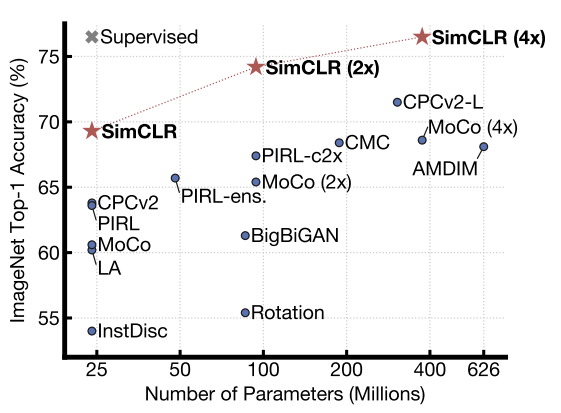 ImageNet Top-1 Accuracy (%)
75
70
65
60
55
Supervised
SimCLR (4x)
SimCLR (2x)
CPCv2-L
SimCLR
MoCo (4x)
CMC
PIRL-c2x
AMDIM
MoCo (2x)
PIRL-ens.
CPCv2
PIRL
MoCo
BigBiGAN
LA
Rotation
InstDisc
25 50 100 200 400 626
Number of Parameters (Millions)